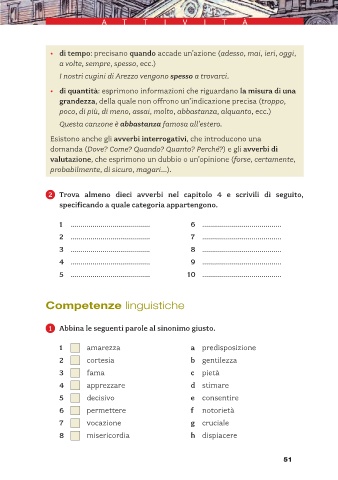 ATTIVITÀ
• di tempo: precisano quando accade un'azione (adesso, mai, ieri, oggi,
a volte, sempre, spesso, ecc.)
I nostri cugini di Arezzo vengono spesso a trovarci.
• di quantità: esprimono informazioni che riguardano la misura di una
grandezza, della quale non offrono un'indicazione precisa (troppo,
poco, di più, di meno, assai, molto, abbastanza, alquanto, ecc.)
Questa canzone è abbastanza famosa all'estero.
Esistono anche gli avverbi interrogativi, che introducono una
domanda (Dove? Come? Quando? Quanto? Perché?) e gli avverbi di
valutazione, che esprimono un dubbio o un'opinione (forse, certamente,
probabilmente, di sicuro, magari...).
2 Trova almeno dieci avverbi nel capitolo 4 e scrivili di seguito,
specificando a quale categoria appartengono.
1 ...................................... 6 ......................................
2 ...................................... 7 ......................................
3 ...................................... 8 ......................................
4 ...................................... 9 ......................................
5 ...................................... 10 ......................................
Competenze linguistiche
1 Abbina le seguenti parole al sinonimo giusto.
1 amarezza a predisposizione
2 cortesia b gentilezza
3 fama c pietà
4 apprezzare d stimare
5 decisivo e consentire
6 permettere f notorietà
7 vocazione g cruciale
8 misericordia h dispiacere
51